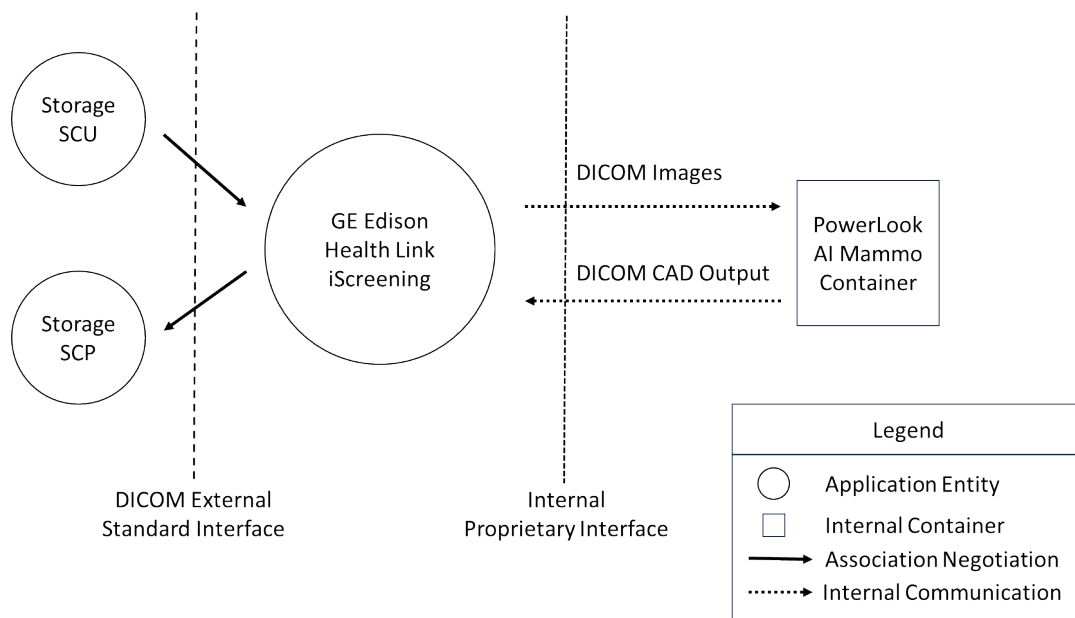 Storage
SCU
Storage
SCP
GE Edison
Health Link
iScreening
DICOM Images
DICOM CAD Output
PowerLook
AI Mammo
Container
DICOM External
Standard Interface
Internal
Proprietary Interface
Legend
Application Entity
Internal Container
Association Negotiation
Internal Communication